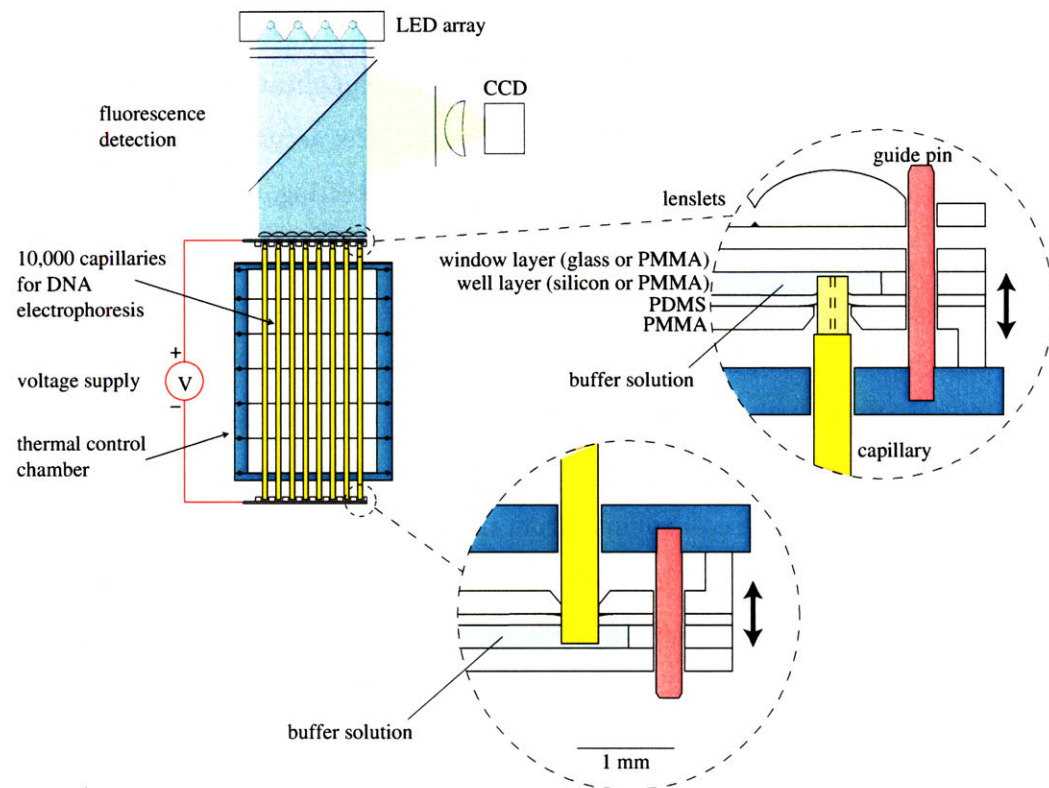 LED array
CCD
fluorescence
detection
guide pin
lenslets
10,000 capillaries
for DNA
electrophoresis
window layer (glass or PMMA)
well layer (silicon or PMMA)
PDMS
PMMA
+
voltage supply
V
−
buffer solution
thermal control
chamber
capillary
buffer solution
1 mm